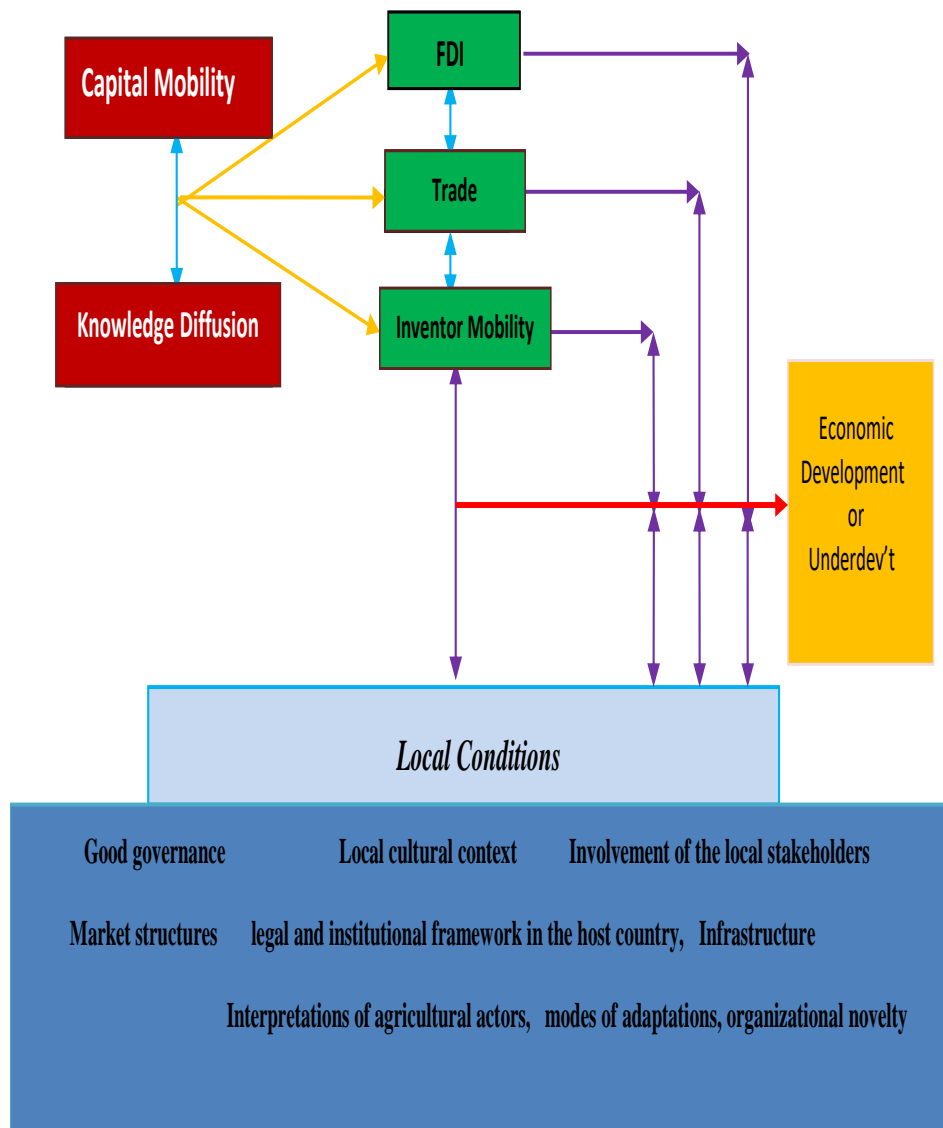 FDI
Capital Mobility
Trade
Knowledge Diffusion
Inventor Mobility
Economic
Development
or
Underdev’t
Local Conditions
Good governance Local cultural context Involvement of the local stakeholders
Market structures legal and institutional framework in the host country, Infrastructure
Interpretations of agricultural actors, modes of adaptations, organizational novelty